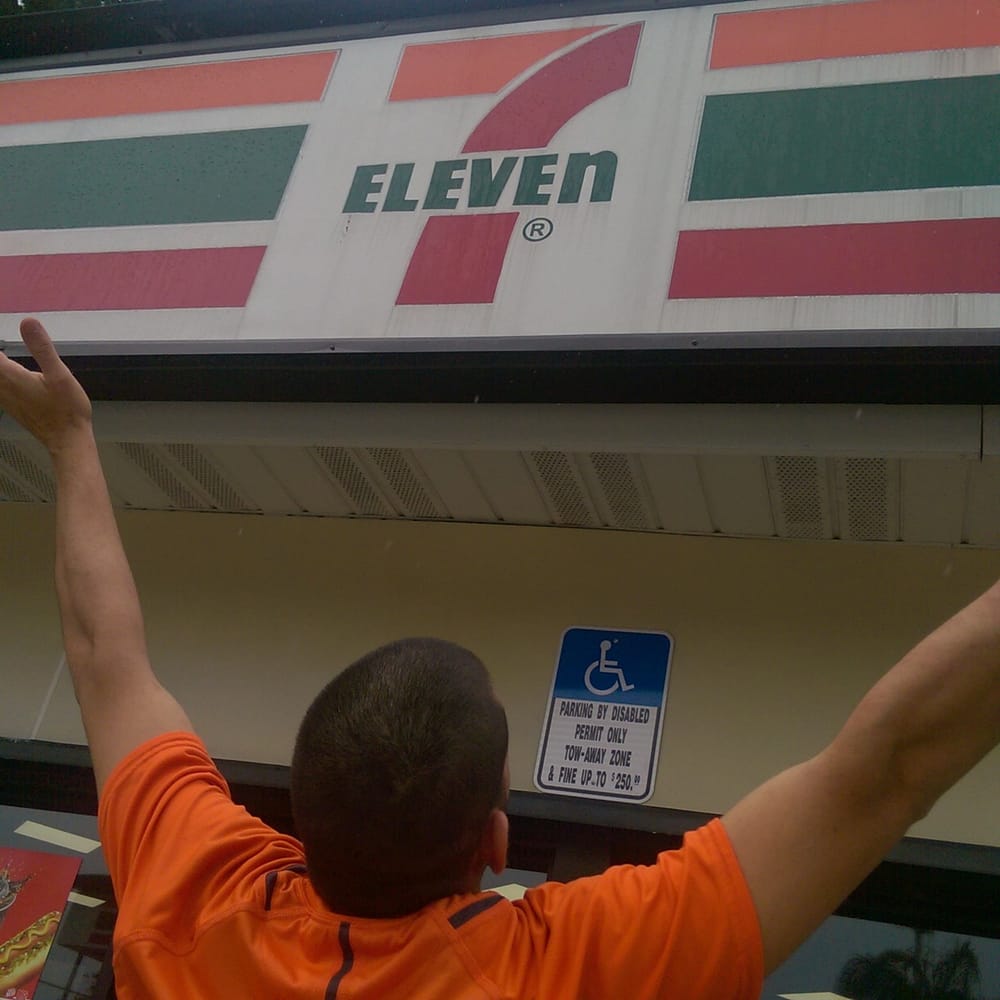 7
ELEVEn
®
PARKING BY DISABLED
PERMIT ONLY
TOW-AWAY ZONE
& FINE UP TO $250.00